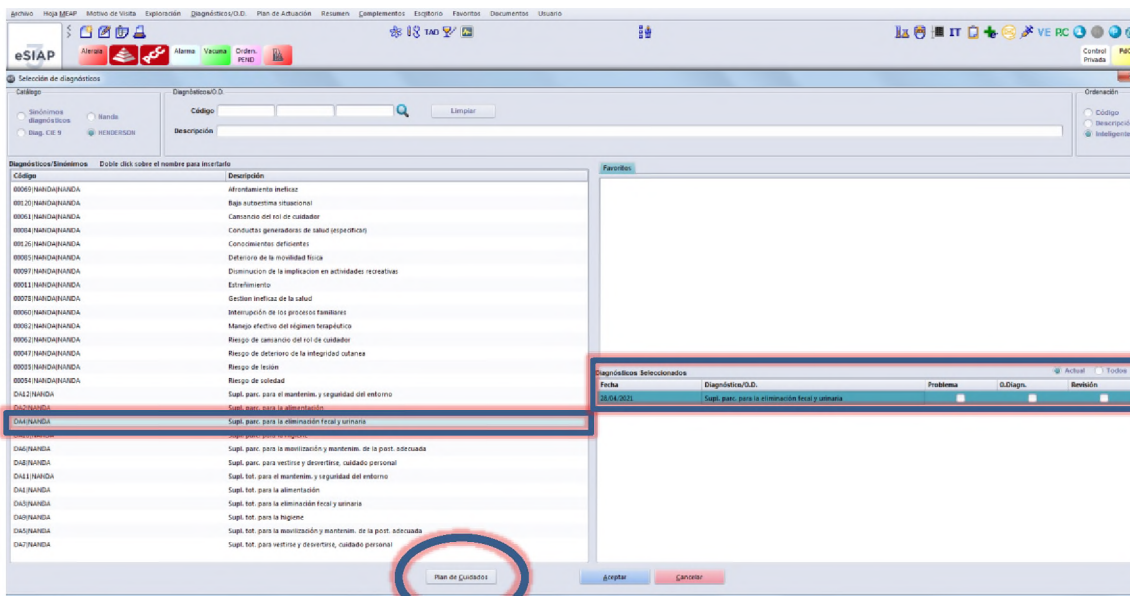 Archivo Hoja MEAP Motivo de Visita Exploración Diagnósticos/O.D. Plan de Actuación Resumen Complementos Escritorio Favoritos Documentos Usuario
TAO IT VE RC
eSIAP Alergia Alarma Vacuna Orden. PEND Control Privada PdC
Selección de diagnósticos
Catálogo Diagnósticos/O.D. Ordenación
Sinónimos diagnósticos Nanda Código Limpiar Código
Diag. CIE 9 HENDERSON Descripción Descripció
Inteligente
Diagnósticos/Sinónimos Doble click sobre el nombre para insertarlo Favoritos
Código Descripción
00069|NANDA|NANDA Afrontamiento ineficaz
00120|NANDA|NANDA Baja autoestima situacional
00061|NANDA|NANDA Cansancio del rol de cuidador
00084|NANDA|NANDA Conductas generadoras de salud (especificar)
00126|NANDA|NANDA Conocimientos deficientes
00085|NANDA|NANDA Deterioro de la movilidad física
00097|NANDA|NANDA Disminucion de la implicacion en actividades recreativas
00011|NANDA|NANDA Estreñimiento
00078|NANDA|NANDA Gestion ineficaz de la salud
00060|NANDA|NANDA Interrupción de los procesos familiares
00082|NANDA|NANDA Manejo efectivo del régimen terapéutico
00062|NANDA|NANDA Riesgo de cansancio del rol de cuidador
00047|NANDA|NANDA Riesgo de deterioro de la integridad cutanea
00035|NANDA|NANDA Riesgo de lesión
00054|NANDA|NANDA Riesgo de soledad
Diagnósticos Seleccionados Actual Todos
Fecha Diagnóstico/O.D. Problema O.Diagn. Revisión
28/04/2021 Supl. parc. para la eliminación fecal y urinaria
DA12|NANDA Supl. parc. para el mantenim. y seguridad del entorno
DA2|NANDA Supl. parc. para la alimentación
DA4|NANDA Supl. parc. para la eliminación fecal y urinaria
Supl. parc. para la higiene
DA6|NANDA Supl. parc. para la movilización y mantenim. de la post. adecuada
DA8|NANDA Supl. parc. para vestirse y desvertirse, cuidado personal
DA11|NANDA Supl. tot. para el mantenim. y seguridad del entorno
DA1|NANDA Supl. tot. para la alimentación
DA3|NANDA Supl. tot. para la eliminación fecal y urinaria
DA9|NANDA Supl. tot. para la higiene
DA5|NANDA Supl. tot. para la movilización y mantenim. de la post. adecuada
DA7|NANDA Supl. tot. para vestirse y desvertirse, cuidado personal
Plan de Cuidados Aceptar Cancelar